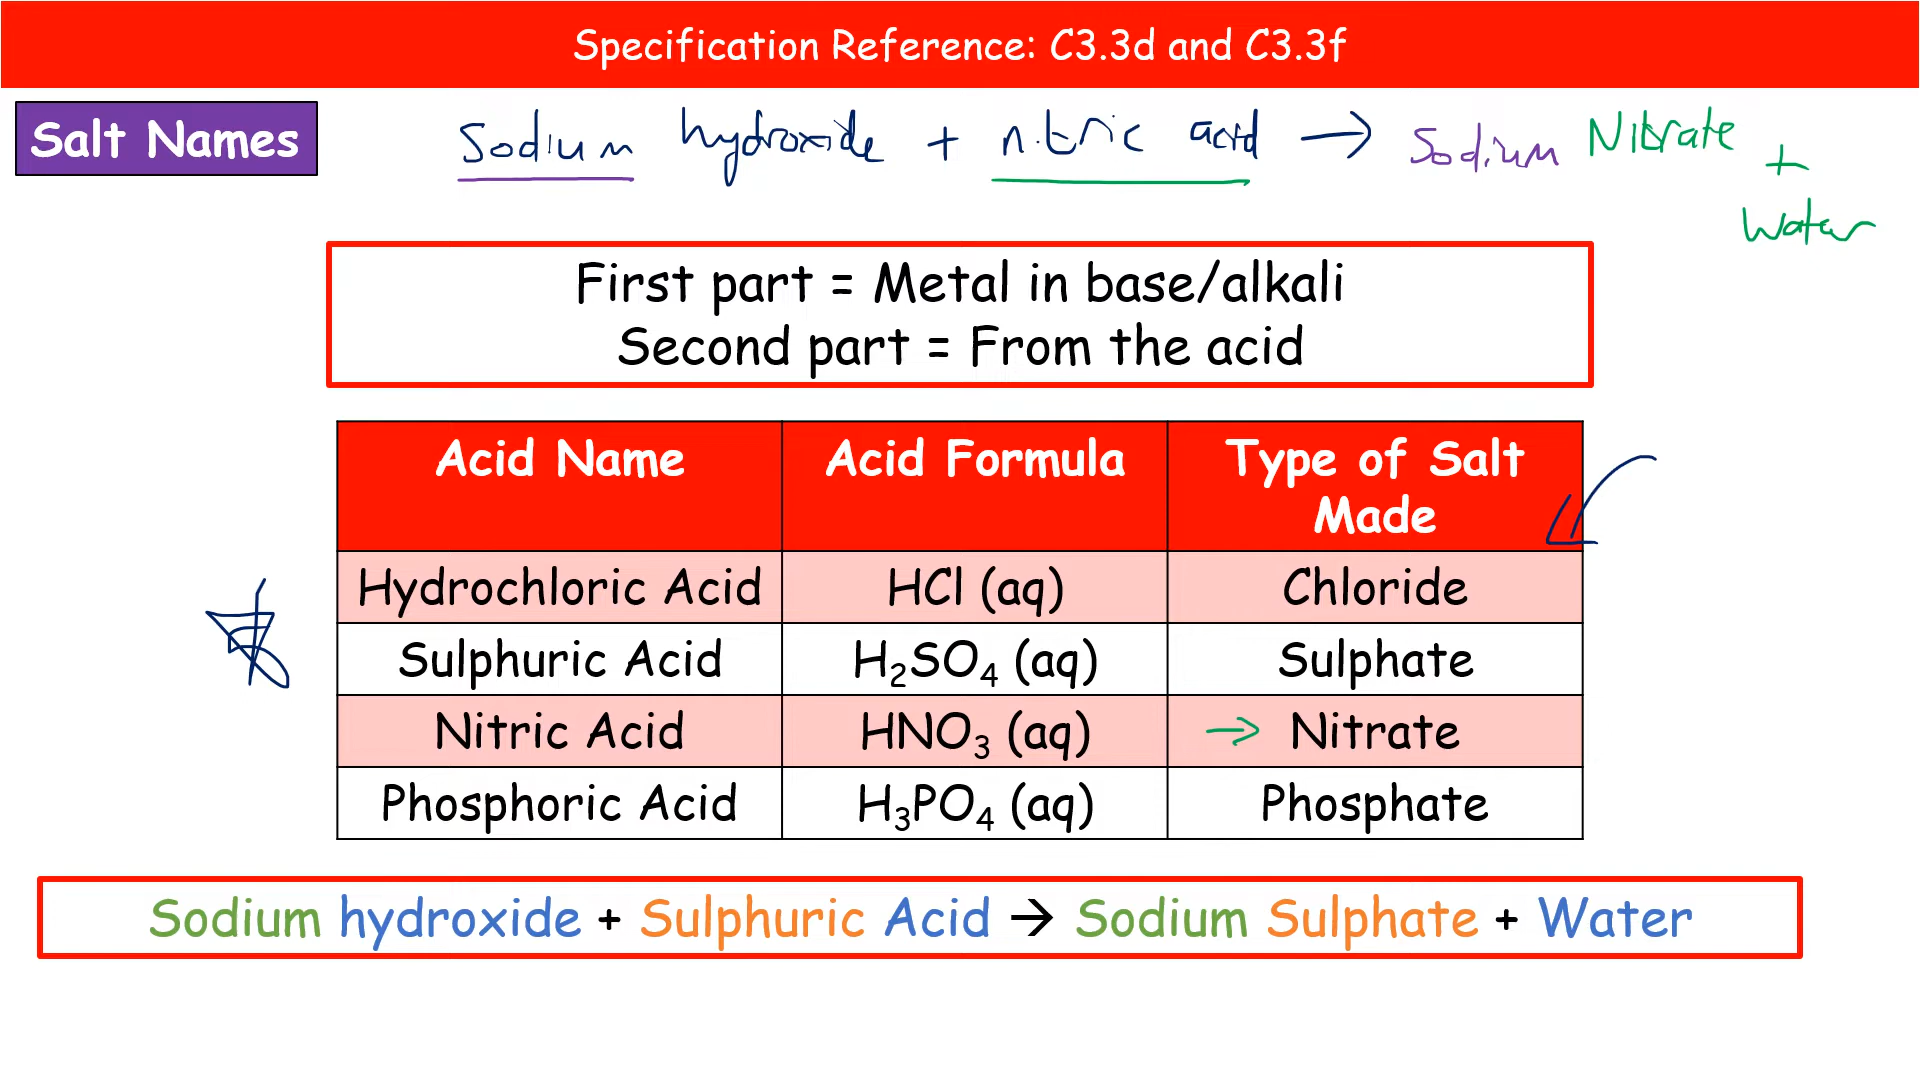 Specification Reference: C3.3d and C3.3f
Salt Names
Sodium hydroxide + nitric acid → Sodium Nitrate
+
Water
First part = Metal in base/alkali
Second part = From the acid
Acid Name Acid Formula Type of Salt
Made
Hydrochloric Acid HCl (aq) Chloride
Sulphuric Acid H₂SO₄ (aq) Sulphate
Nitric Acid HNO₃ (aq) → Nitrate
Phosphoric Acid H₃PO₄ (aq) Phosphate
Sodium hydroxide + Sulphuric Acid → Sodium Sulphate + Water